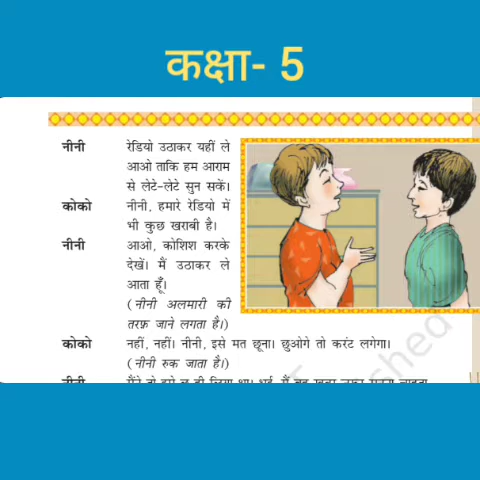 कक्षा- 5
नीनी रेडियो उठाकर यहीं ले
आओ ताकि हम आराम
से लेटे-लेटे सुन सकें।
कोको नीनी, हमारे रेडियो में
भी कुछ खराबी है।
नीनी आओ, कोशिश करके
देखें। मैं उठाकर ले
आता हूँ।
(नीनी अलमारी की
तरफ़ जाने लगता है।)
कोको नहीं, नहीं। नीनी, इसे मत छूना। छुओगे तो करंट लगेगा।
(नीनी रुक जाता है।)